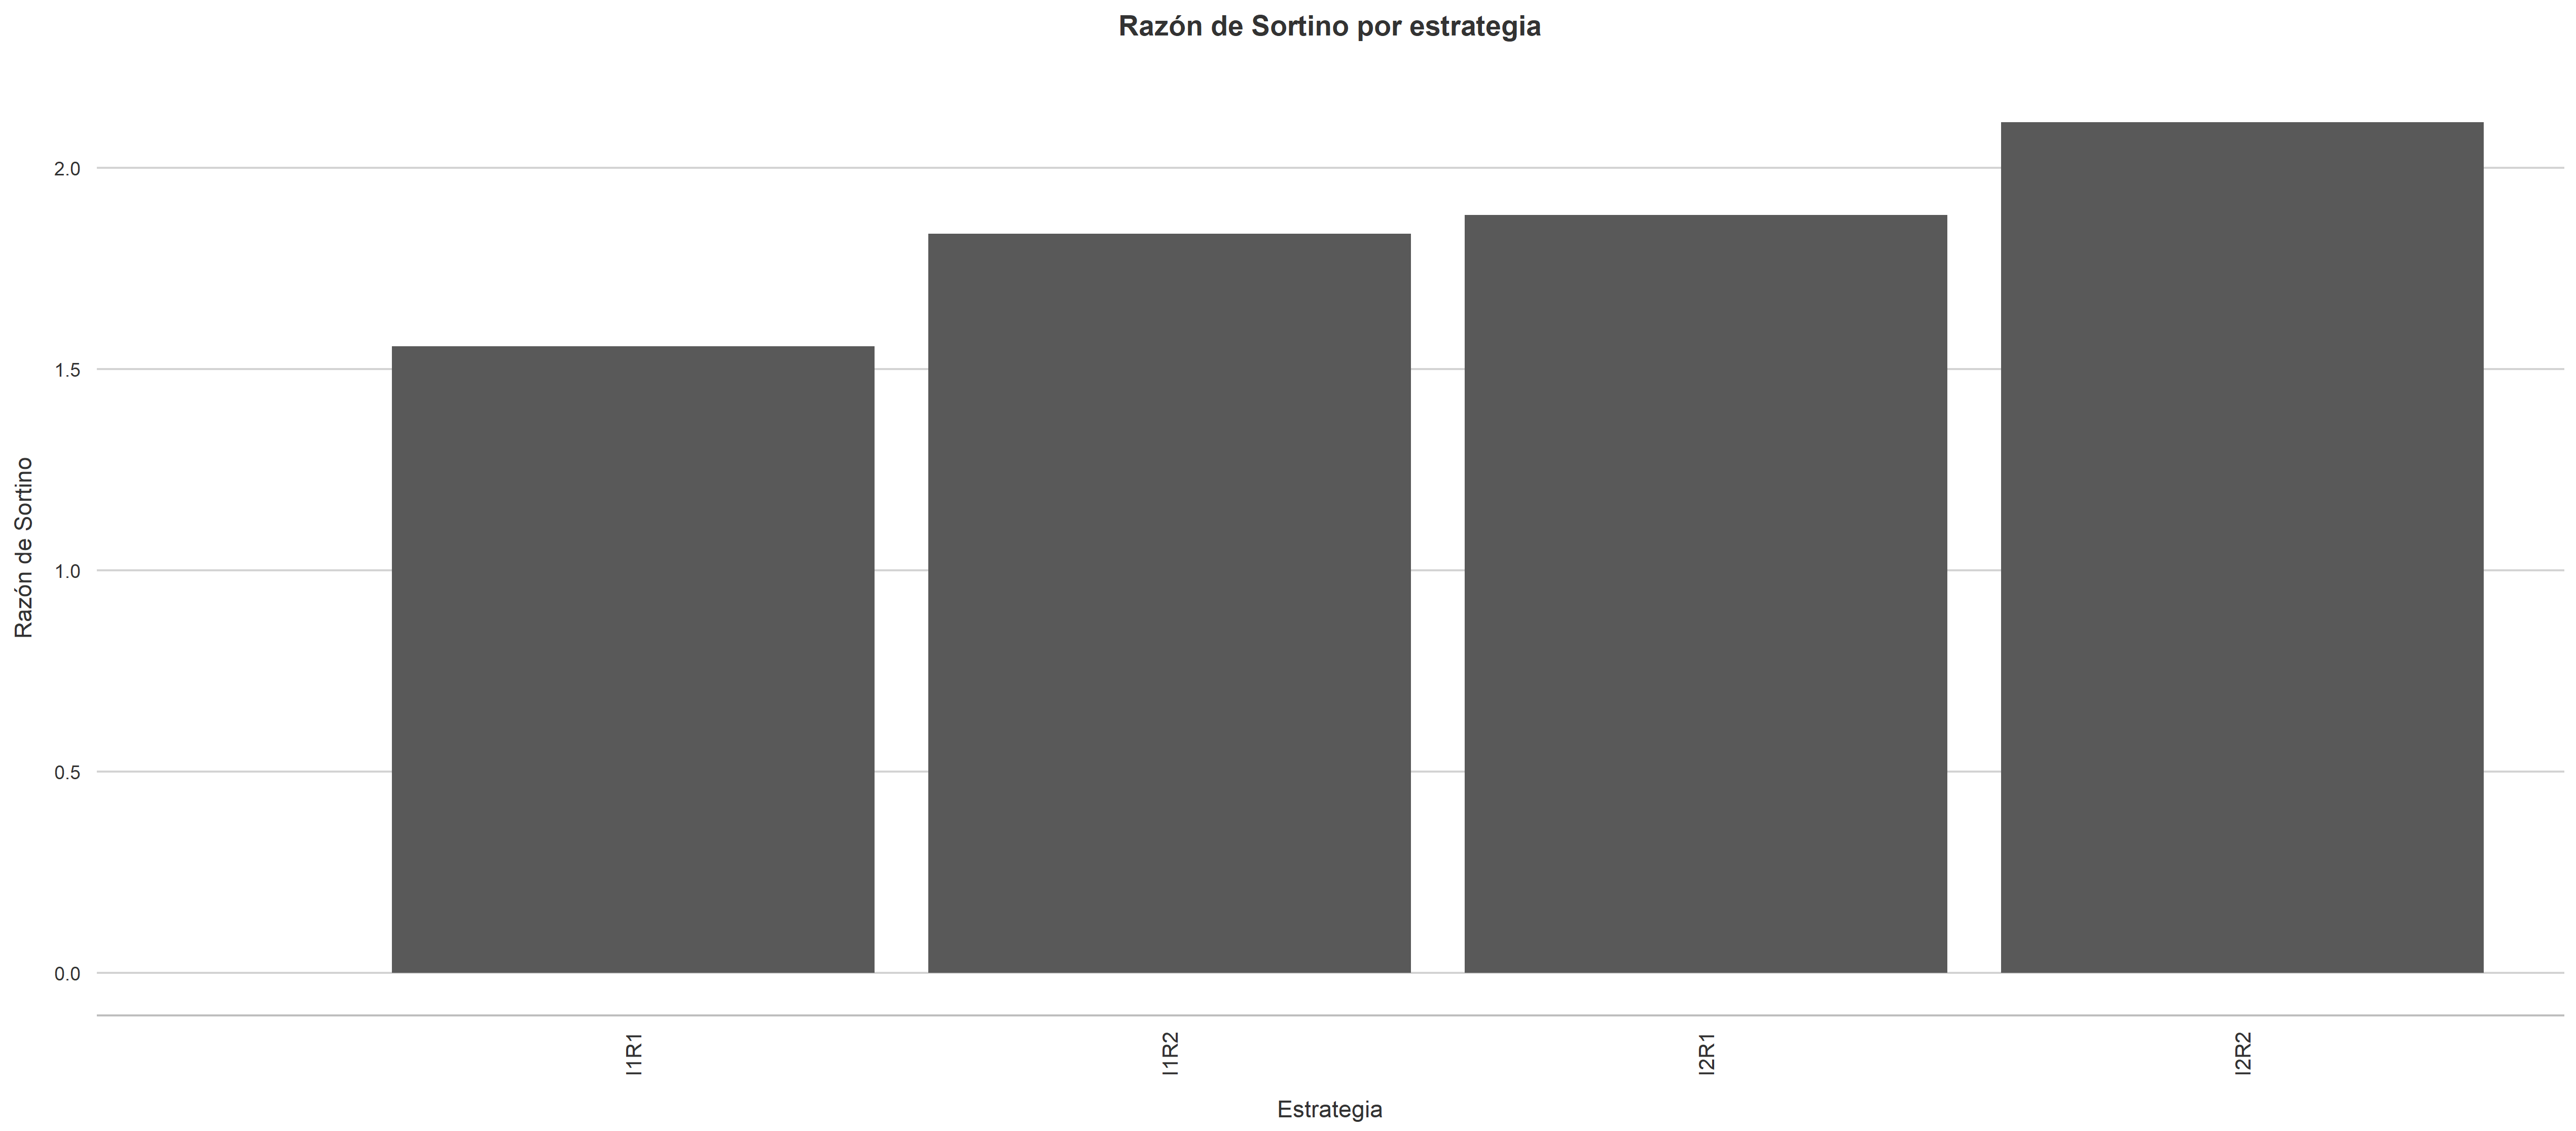 Razón de Sortino por estrategia
Razón de Sortino
2.0
1.5
1.0
0.5
0.0
I1R1
I1R2
I2R1
I2R2
Estrategia